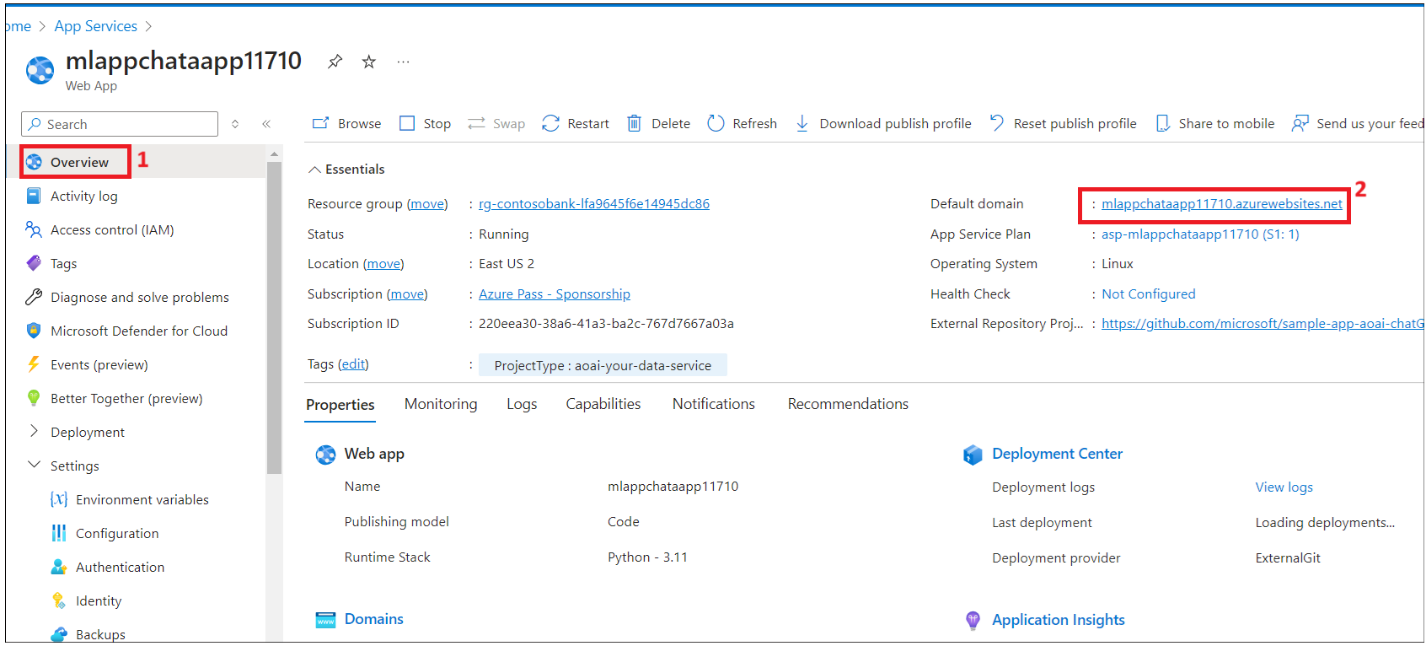 ome > App Services >
mlappchataapp11710 ...
Web App
Search
Browse Stop Swap Restart Delete Refresh Download publish profile Reset publish profile Share to mobile Send us your feed
Overview 1
Activity log
Access control (IAM)
Tags
Diagnose and solve problems
Microsoft Defender for Cloud
Events (preview)
Better Together (preview)
Deployment
Settings
Environment variables
Configuration
Authentication
Identity
Backups
Essentials
Resource group (move) : rg-contosobank-lfa9645f6e14945dc86
Status : Running
Location (move) : East US 2
Subscription (move) : Azure Pass - Sponsorship
Subscription ID : 220eea30-38a6-41a3-ba2c-767d7667a03a
Tags (edit) : ProjectType : aoai-your-data-service
2
Default domain : mlappchataapp11710.azurewebsites.net
App Service Plan : asp-mlappchataapp11710 (S1: 1)
Operating System : Linux
Health Check : Not Configured
External Repository Proj... : https://github.com/microsoft/sample-app-aoai-chatG
Properties Monitoring Logs Capabilities Notifications Recommendations
Web app
Name mlappchataapp11710
Publishing model Code
Runtime Stack Python - 3.11
Domains
Deployment Center
Deployment logs View logs
Last deployment Loading deployments...
Deployment provider ExternalGit
Application Insights